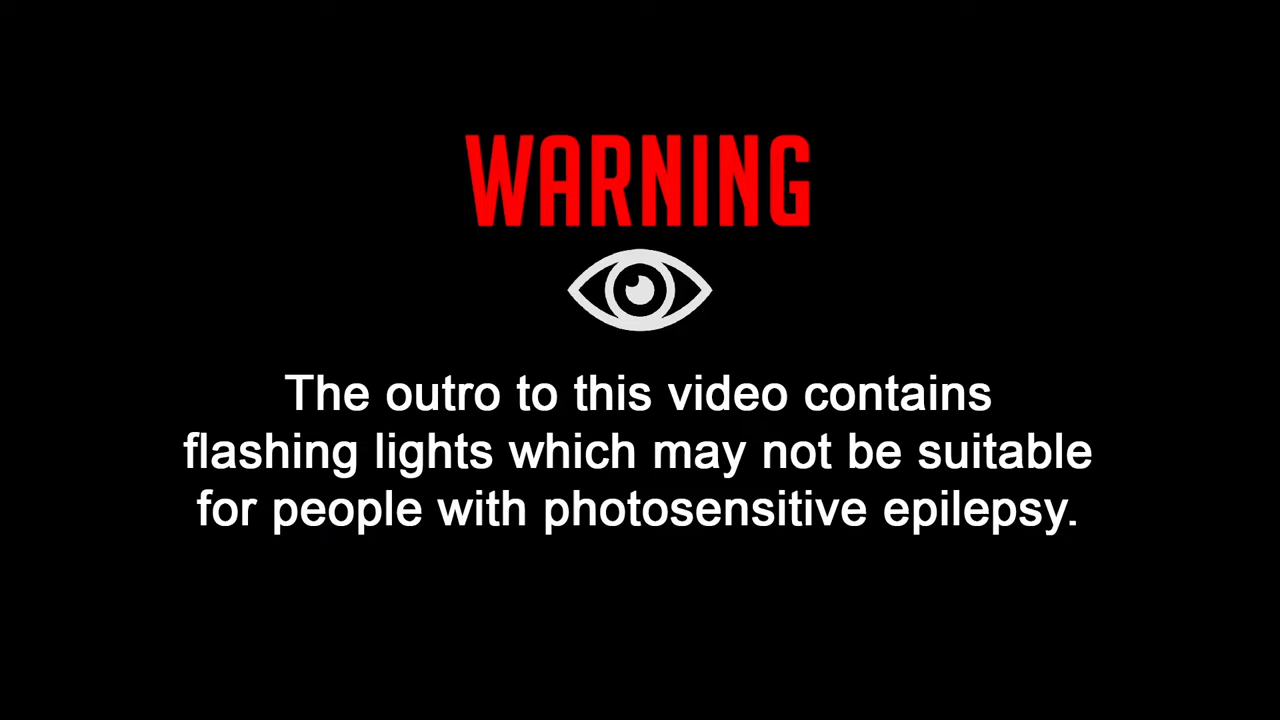 WARNING
The outro to this video contains
flashing lights which may not be suitable
for people with photosensitive epilepsy.